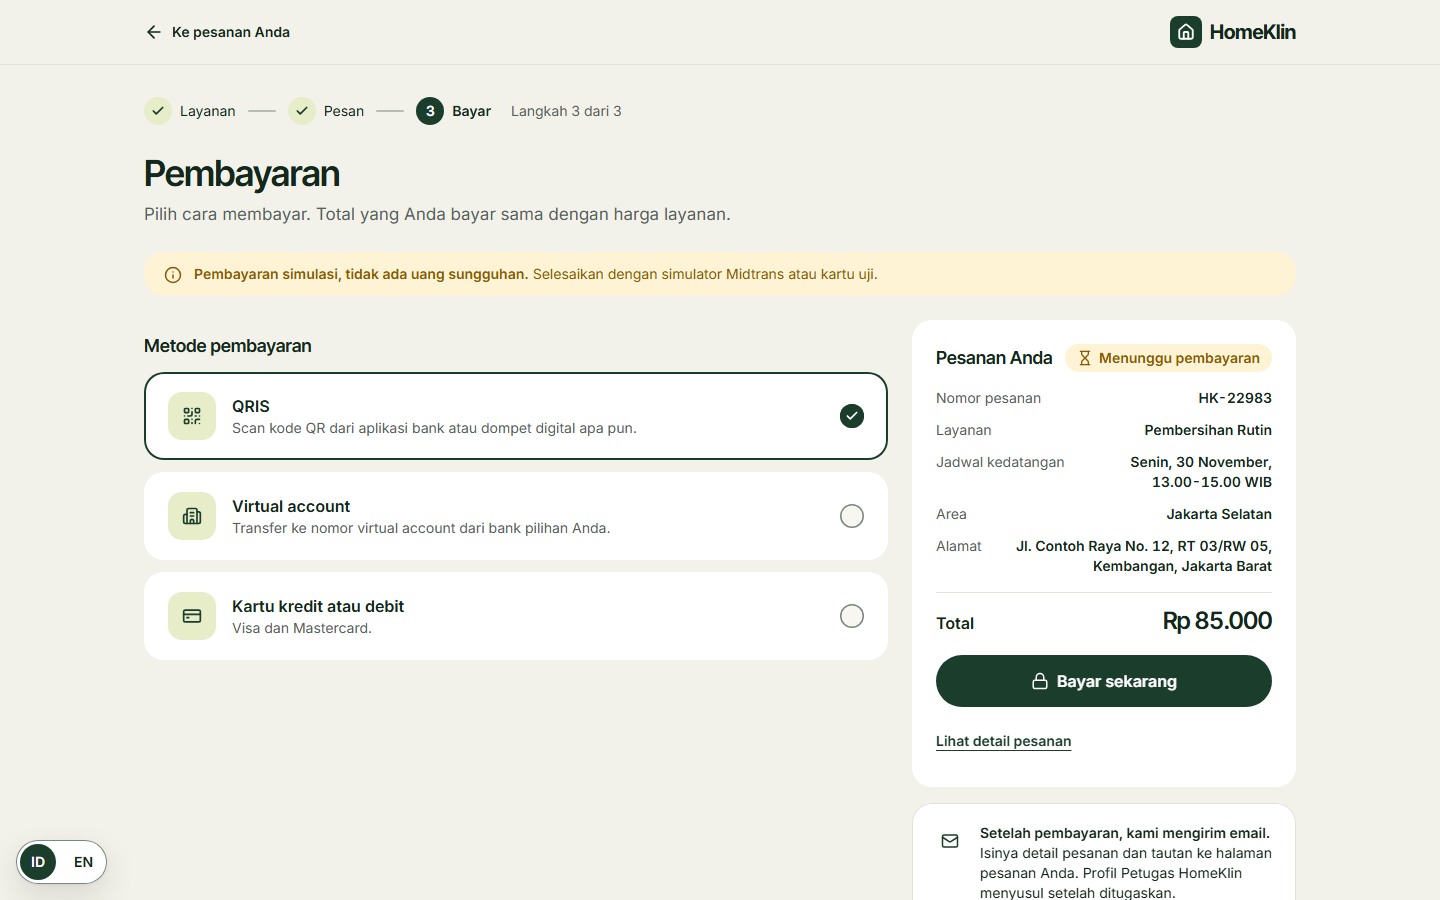 Ke pesanan Anda
HomeKlin
Layanan
Pesan
3
Bayar
Langkah 3 dari 3
Pembayaran
Pilih cara membayar. Total yang Anda bayar sama dengan harga layanan.
Pembayaran simulasi, tidak ada uang sungguhan. Selesaikan dengan simulator Midtrans atau kartu uji.
Metode pembayaran
QRIS
Scan kode QR dari aplikasi bank atau dompet digital apa pun.
Virtual account
Transfer ke nomor virtual account dari bank pilihan Anda.
Kartu kredit atau debit
Visa dan Mastercard.
Pesanan Anda
Menunggu pembayaran
Nomor pesanan
HK-22983
Layanan
Pembersihan Rutin
Jadwal kedatangan
Senin, 30 November,
13.00-15.00 WIB
Area
Jakarta Selatan
Alamat
Jl. Contoh Raya No. 12, RT 03/RW 05,
Kembangan, Jakarta Barat
Total
Rp 85.000
Bayar sekarang
Lihat detail pesanan
Setelah pembayaran, kami mengirim email.
Isinya detail pesanan dan tautan ke halaman
pesanan Anda. Profil Petugas HomeKlin
menyusul setelah ditugaskan.
ID
EN